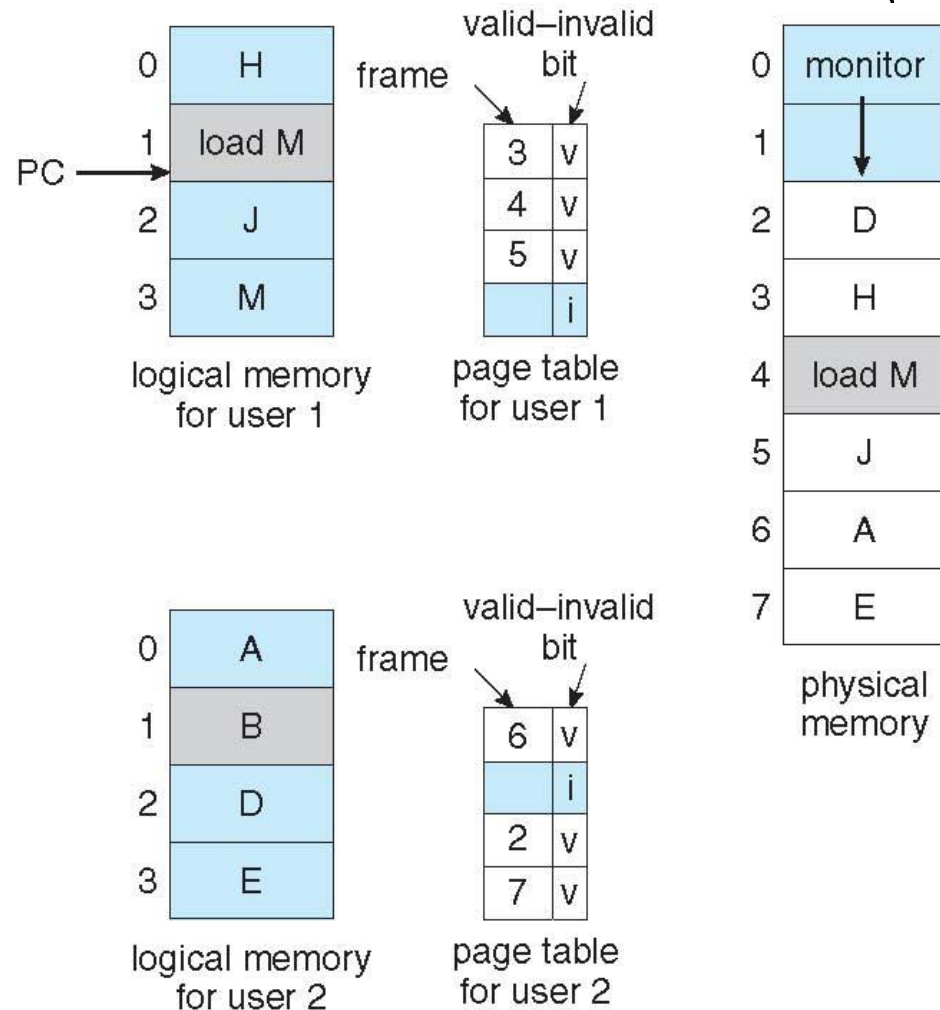 valid–invalid
bit
frame
0 H
1 load M
PC
2 J
3 M
logical memory
for user 1
3 v
4 v
5 v
i
page table
for user 1
0 monitor
1
2 D
3 H
4 load M
5 J
6 A
7 E
physical
memory
valid–invalid
bit
frame
0 A
1 B
2 D
3 E
logical memory
for user 2
6 v
i
2 v
7 v
page table
for user 2